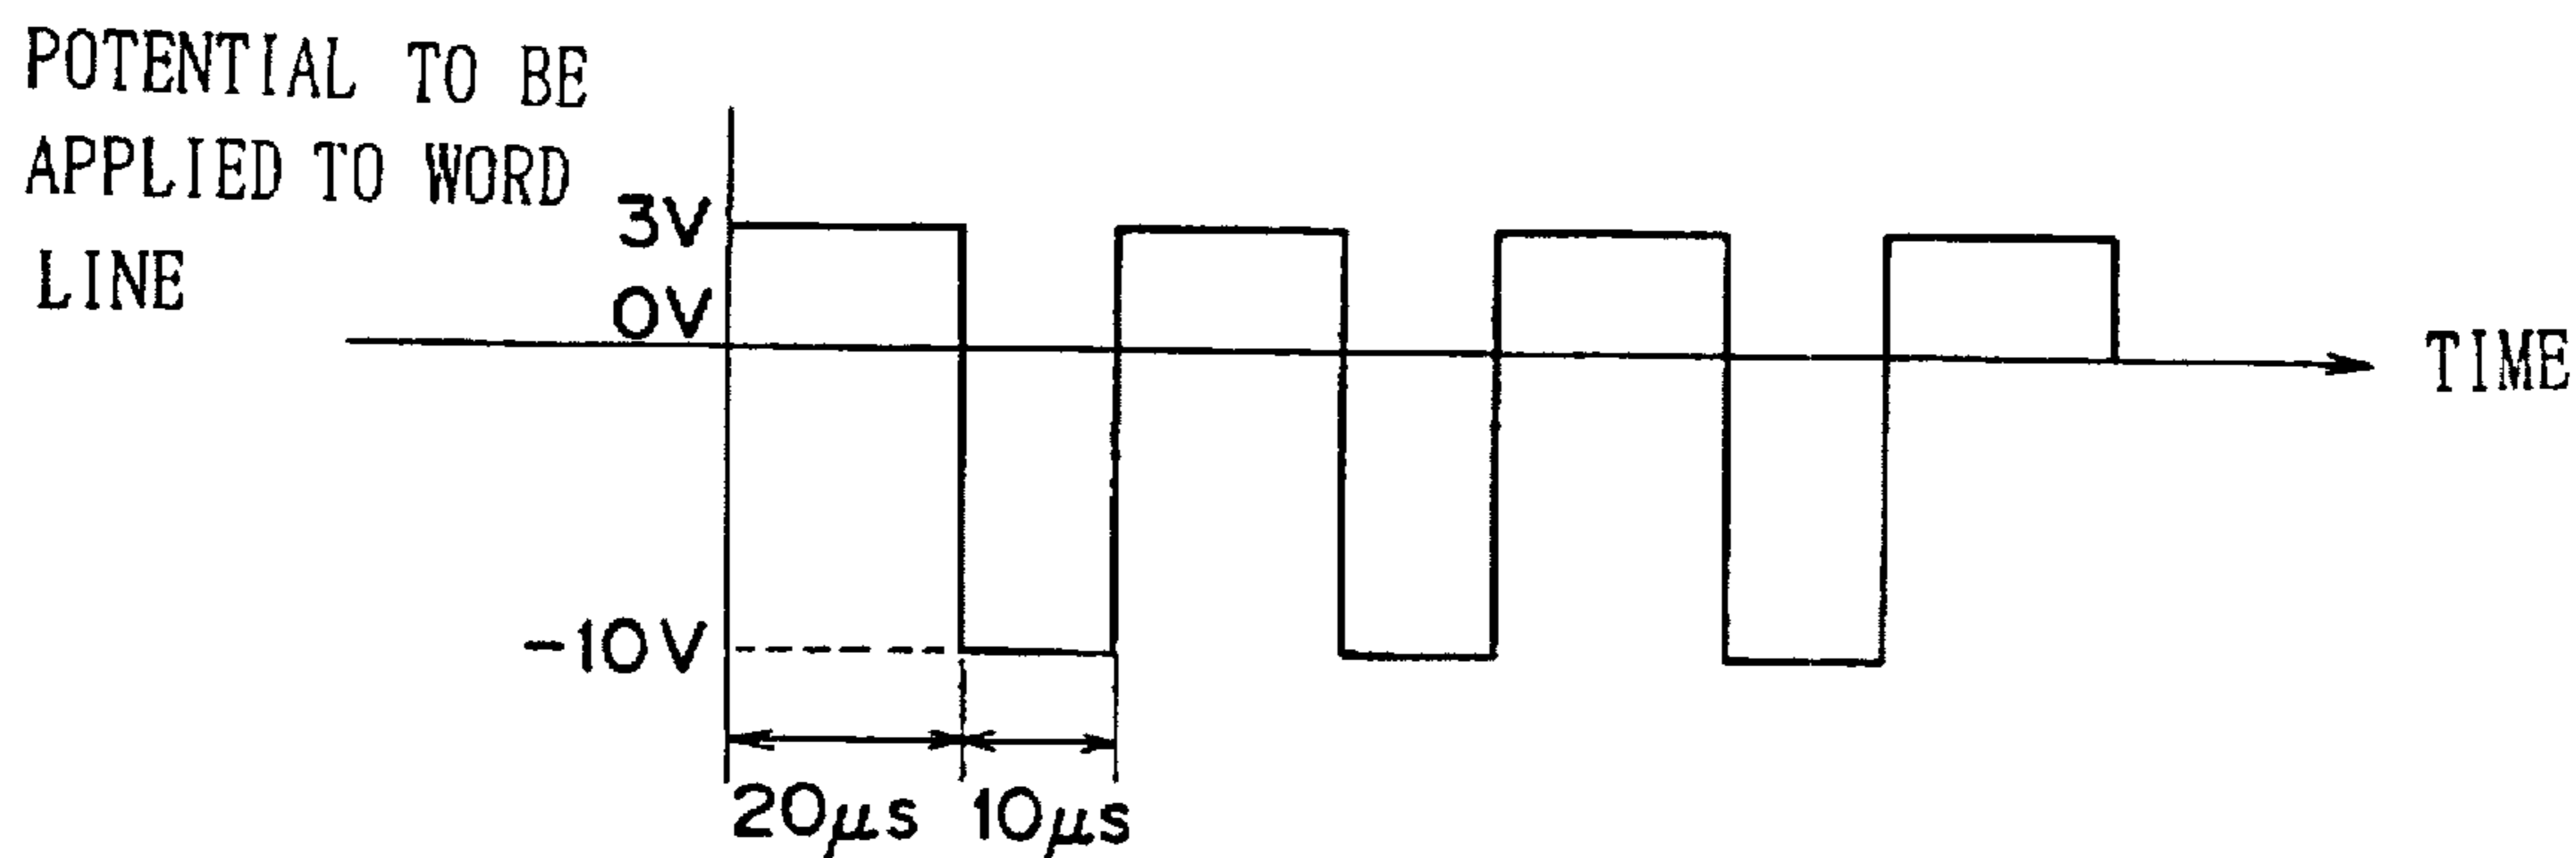 POTENTIAL TO BE
APPLIED TO WORD
LINE
3V
0V
TIME
-10V
20μs 10μs